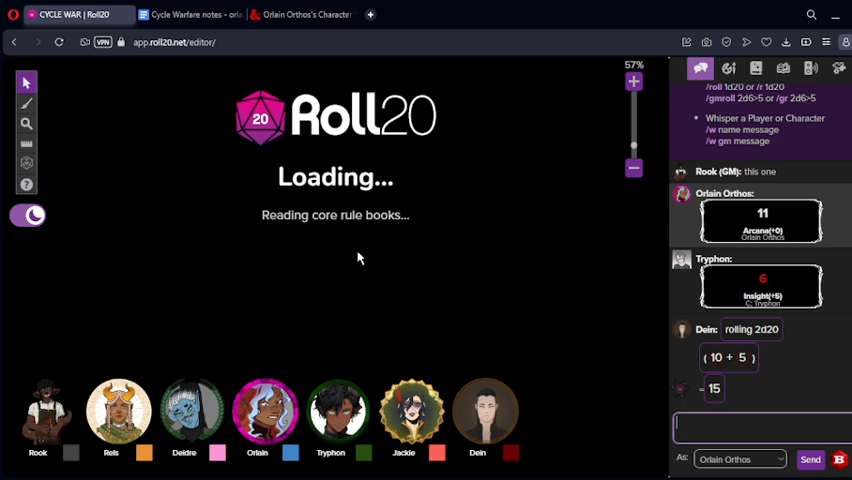 CYCLE WAR | Roll20
Cycle Warfare notes - orla
Orlain Orthos's Character
VPN
app.roll20.net/editor/
57%
20
Roll20
Loading...
Reading core rule books...
/roll 1d20 or /r 1d20
/gmroll 2d6>5 or /gr 2d6>5
Whisper a Player or Character
/w name message
/w gm message
Rook (GM): this one
Orlain Orthos:
11
Arcana(+0)
Orlain Orthos
Tryphon:
6
Insight(+5)
C; Tryphon
Dein: rolling 2d20
( 10 + 5 )
= 15
Rook
Rels
Deidre
Orlain
Tryphon
Jackie
Dein
As: Orlain Orthos
Send